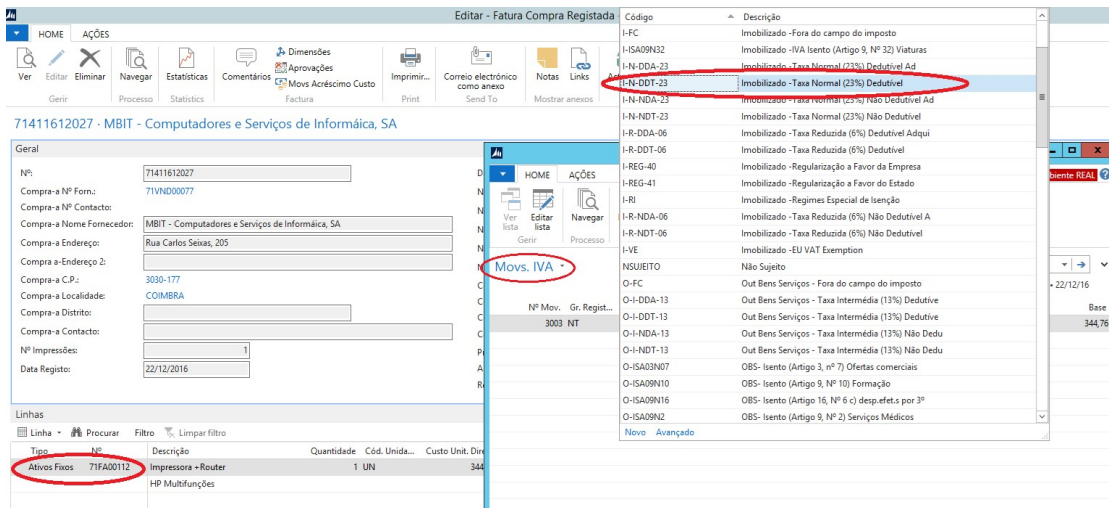 Editar - Fatura Compra Registada -
HOME AÇÕES
Ver Editar Eliminar
Gerir
Navegar
Processo
Estatísticas
Statistics
Comentários
Dimensões
Aprovações
Movs Acréscimo Custo
Factura
Imprimir...
Print
Correio electrónico como anexo
Send To
Notas Links
Mostrar anexos
71411612027 · MBIT - Computadores e Serviços de Informáica, SA
Geral
Nº: 71411612027
Compra-a Nº Forn.: 71VND00077
Compra-a Nº Contacto:
Compra-a Nome Fornecedor: MBIT - Computadores e Serviços de Informáica, SA
Compra-a Endereço: Rua Carlos Seixas, 205
Compra a-Endereço 2:
Compra-a C.P.: 3030-177
Compra-a Localidade: COIMBRA
Compra-a Distrito:
Compra-a Contacto:
Nº Impressões: 1
Data Registo: 22/12/2016
Linhas
Linha Procurar Filtro Limpar filtro
Tipo Nº Descrição Quantidade Cód. Unida... Custo Unit. Dire
Ativos Fixos 71FA00112 Impressora +Router 1 UN 344
HP Multifunções
HOME AÇÕES
Ver lista Editar lista
Gerir
Navegar
Processo
Movs. IVA
Nº Mov. Gr. Regist...
3003 NT
biente REAL
22/12/16
Base
344,76
Código Descrição
I-FC Imobilizado -Fora do campo do imposto
I-ISA09N32 Imobilizado -IVA Isento (Artigo 9, Nº 32) Viaturas
I-N-DDA-23 Imobilizado -Taxa Normal (23%) Dedutível Ad
I-N-DDT-23 Imobilizado -Taxa Normal (23%) Dedutível
I-N-NDA-23 Imobilizado -Taxa Normal (23%) Não Dedutível Ad
I-N-NDT-23 Imobilizado -Taxa Normal (23%) Não Dedutível
I-R-DDA-06 Imobilizado -Taxa Reduzida (6%) Dedutível Adqui
I-R-DDT-06 Imobilizado -Taxa Reduzida (6%) Dedutível
I-REG-40 Imobilizado -Regularização a Favor da Empresa
I-REG-41 Imobilizado -Regularização a Favor do Estado
I-RI Imobilizado -Regimes Especial de Isenção
I-R-NDA-06 Imobilizado -Taxa Reduzida (6%) Não Dedutível A
I-R-NDT-06 Imobilizado -Taxa Reduzida (6%) Não Dedutível
I-VE Imobilizado -EU VAT Exemption
NSUJEITO Não Sujeito
O-FC Out Bens Serviços - Fora do campo do imposto
O-I-DDA-13 Out Bens Serviços - Taxa Intermédia (13%) Dedutíve
O-I-DDT-13 Out Bens Serviços - Taxa Intermédia (13%) Dedutíve
O-I-NDA-13 Out Bens Serviços - Taxa Intermédia (13%) Não Dedu
O-I-NDT-13 Out Bens Serviços - Taxa Intermédia (13%) Não Dedu
O-ISA03N07 OBS- Isento (Artigo 3, nº 7) Ofertas comerciais
O-ISA09N10 OBS- Isento (Artigo 9, Nº 10) Formação
O-ISA09N16 OBS- Isento (Artigo 16, Nº 6 c) desp.efet.s por 3º
O-ISA09N2 OBS- Isento (Artigo 9, Nº 2) Serviços Médicos
Novo Avançado